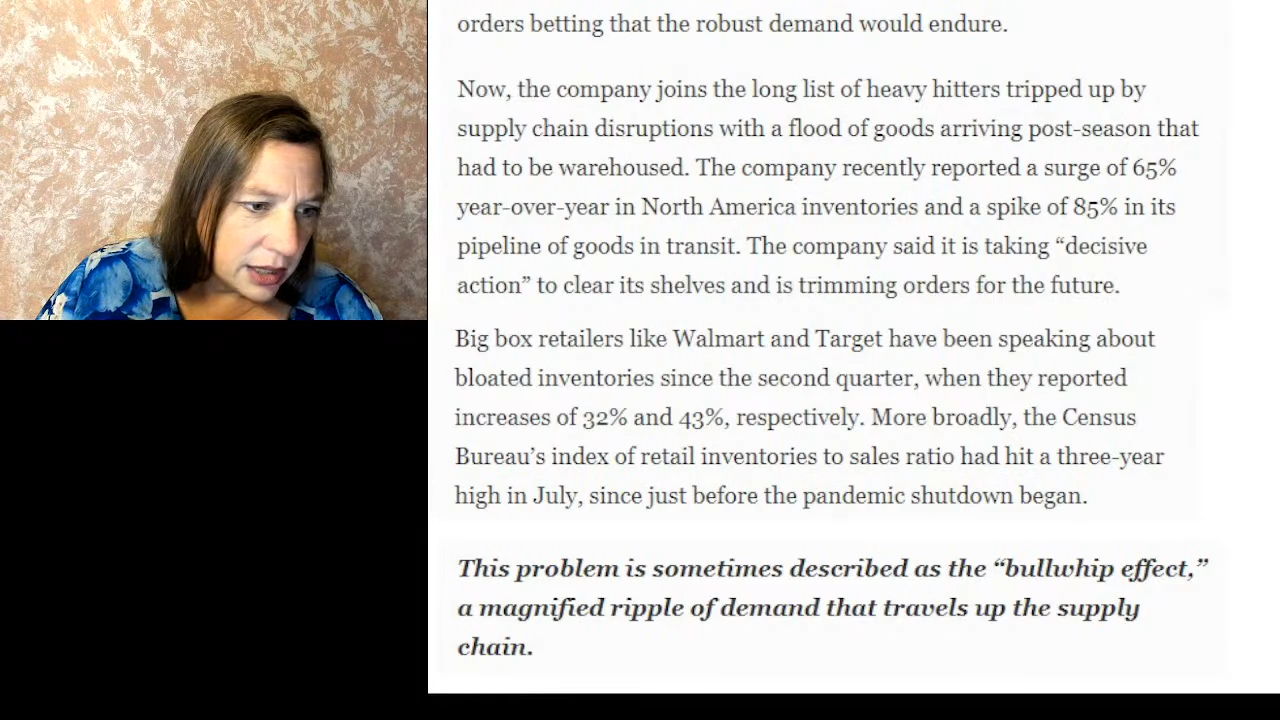 orders betting that the robust demand would endure.
Now, the company joins the long list of heavy hitters tripped up by
supply chain disruptions with a flood of goods arriving post-season that
had to be warehoused. The company recently reported a surge of 65%
year-over-year in North America inventories and a spike of 85% in its
pipeline of goods in transit. The company said it is taking “decisive
action” to clear its shelves and is trimming orders for the future.
Big box retailers like Walmart and Target have been speaking about
bloated inventories since the second quarter, when they reported
increases of 32% and 43%, respectively. More broadly, the Census
Bureau’s index of retail inventories to sales ratio had hit a three-year
high in July, since just before the pandemic shutdown began.
This problem is sometimes described as the “bullwhip effect,”
a magnified ripple of demand that travels up the supply
chain.